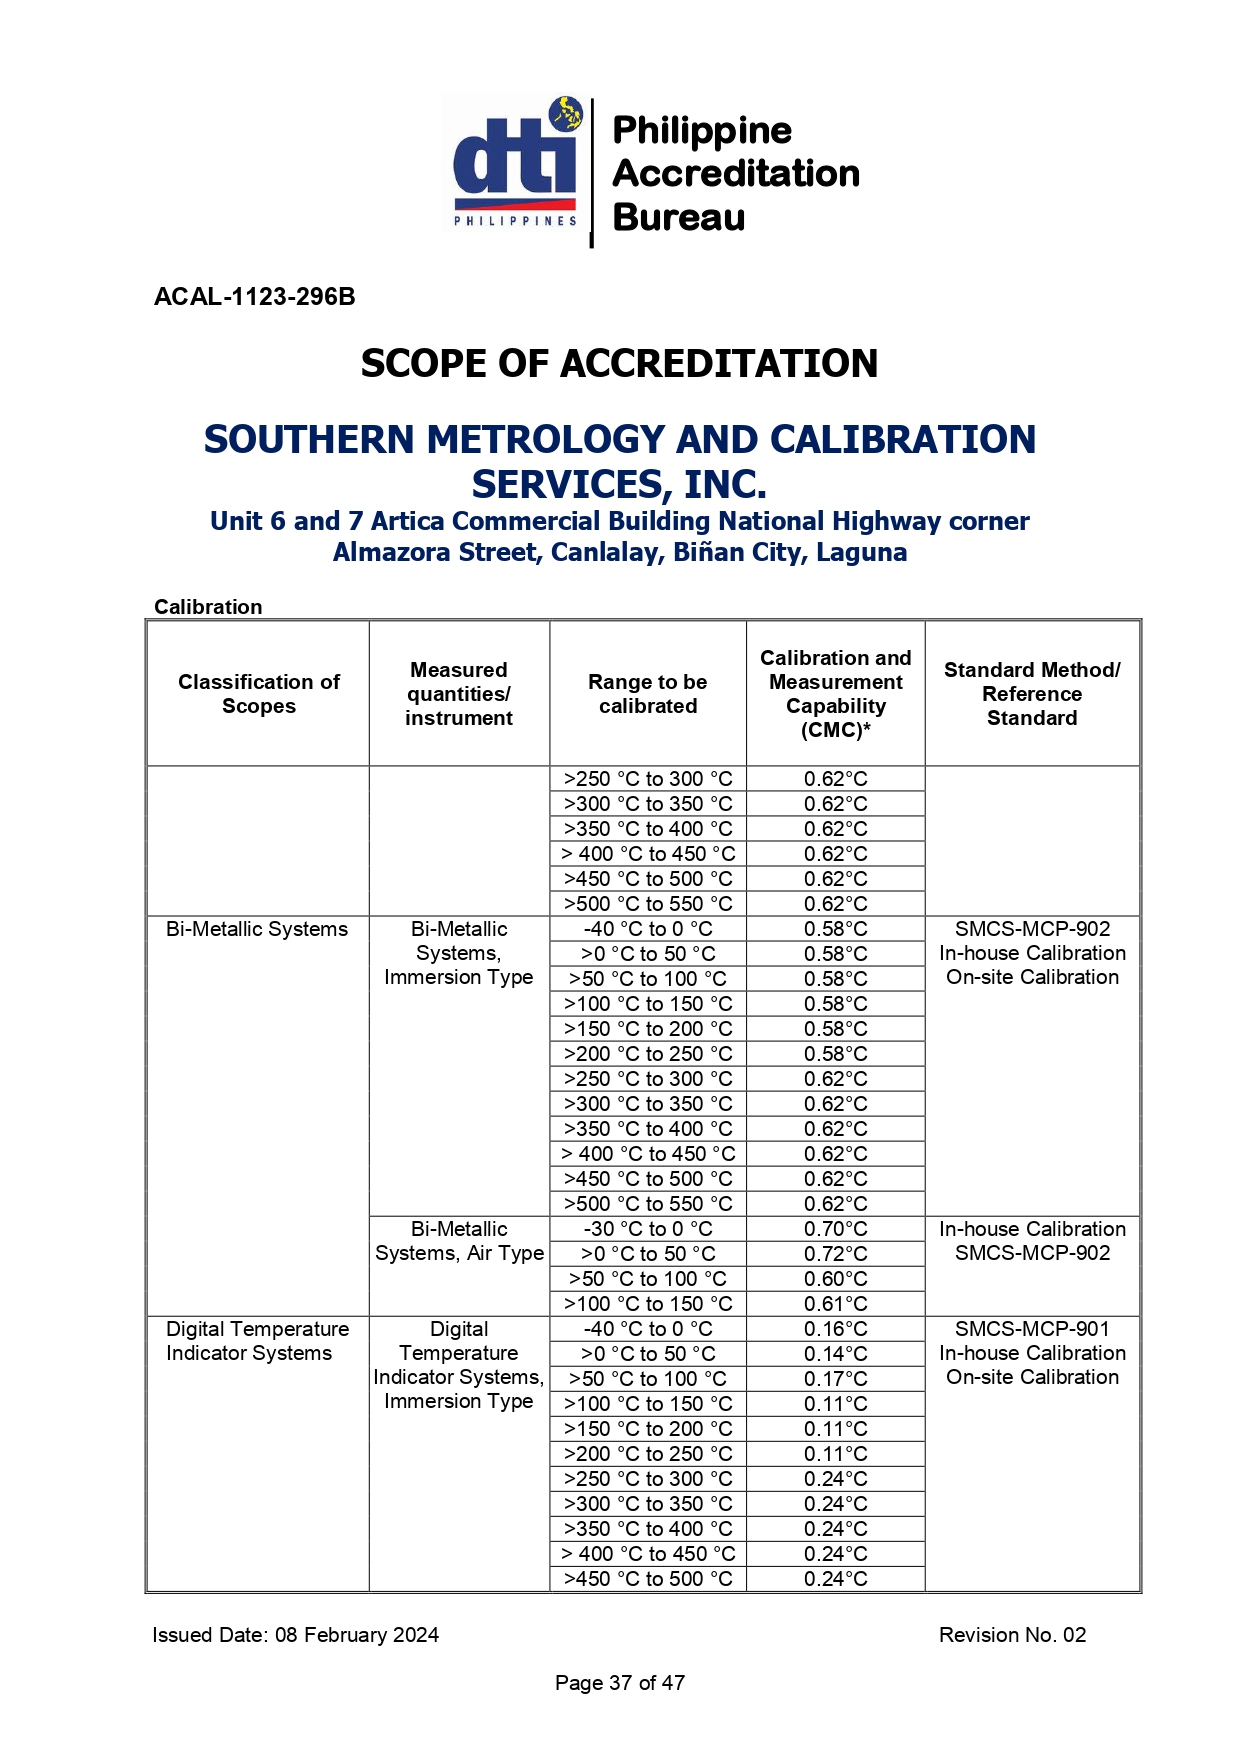 dti
PHILIPPINES
Philippine
Accreditation
Bureau
ACAL-1123-296B
SCOPE OF ACCREDITATION
SOUTHERN METROLOGY AND CALIBRATION
SERVICES, INC.
Unit 6 and 7 Artica Commercial Building National Highway corner
Almazora Street, Canlalay, Biñan City, Laguna
Calibration
Classification of
Scopes
Measured
quantities/
instrument
Range to be
calibrated
Calibration and
Measurement
Capability
(CMC)*
Standard Method/
Reference
Standard
>250 °C to 300 °C 0.62°C
>300 °C to 350 °C 0.62°C
>350 °C to 400 °C 0.62°C
> 400 °C to 450 °C 0.62°C
>450 °C to 500 °C 0.62°C
>500 °C to 550 °C 0.62°C
Bi-Metallic Systems
Bi-Metallic
Systems,
Immersion Type
-40 °C to 0 °C 0.58°C
>0 °C to 50 °C 0.58°C
>50 °C to 100 °C 0.58°C
>100 °C to 150 °C 0.58°C
>150 °C to 200 °C 0.58°C
>200 °C to 250 °C 0.58°C
>250 °C to 300 °C 0.62°C
>300 °C to 350 °C 0.62°C
>350 °C to 400 °C 0.62°C
> 400 °C to 450 °C 0.62°C
>450 °C to 500 °C 0.62°C
>500 °C to 550 °C 0.62°C
SMCS-MCP-902
In-house Calibration
On-site Calibration
Bi-Metallic
Systems, Air Type
-30 °C to 0 °C 0.70°C
>0 °C to 50 °C 0.72°C
>50 °C to 100 °C 0.60°C
>100 °C to 150 °C 0.61°C
In-house Calibration
SMCS-MCP-902
Digital Temperature
Indicator Systems
Digital
Temperature
Indicator Systems,
Immersion Type
-40 °C to 0 °C 0.16°C
>0 °C to 50 °C 0.14°C
>50 °C to 100 °C 0.17°C
>100 °C to 150 °C 0.11°C
>150 °C to 200 °C 0.11°C
>200 °C to 250 °C 0.11°C
>250 °C to 300 °C 0.24°C
>300 °C to 350 °C 0.24°C
>350 °C to 400 °C 0.24°C
> 400 °C to 450 °C 0.24°C
>450 °C to 500 °C 0.24°C
SMCS-MCP-901
In-house Calibration
On-site Calibration
Issued Date: 08 February 2024 Revision No. 02
Page 37 of 47